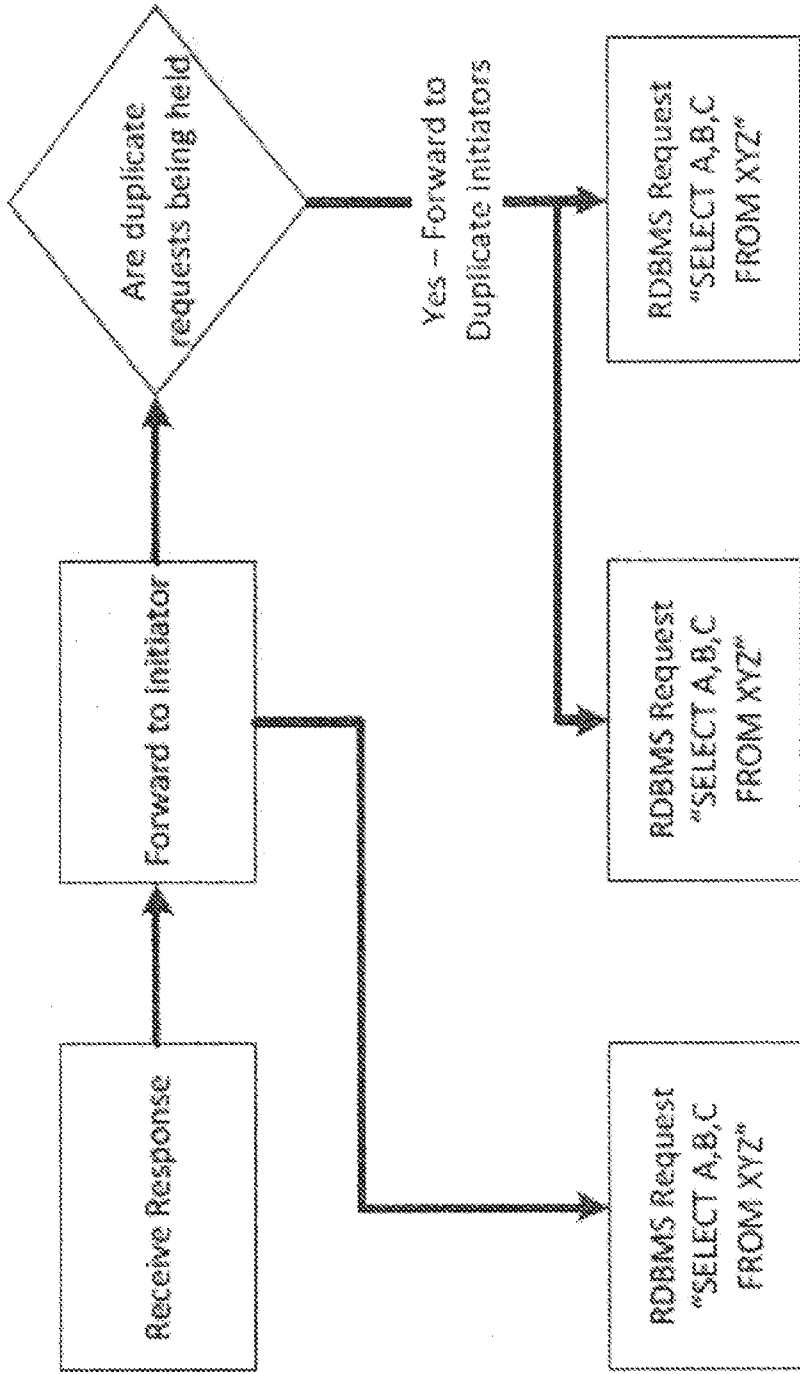 Receive Response
Forward to Initiator
Are duplicate
requests being held
Yes – Forward to
Duplicate Initiators
RDBMS Request
"SELECT A,B,C
FROM XYZ"
RDBMS Request
"SELECT A,B,C
FROM XYZ"
RDBMS Request
"SELECT A,B,C
FROM XYZ"